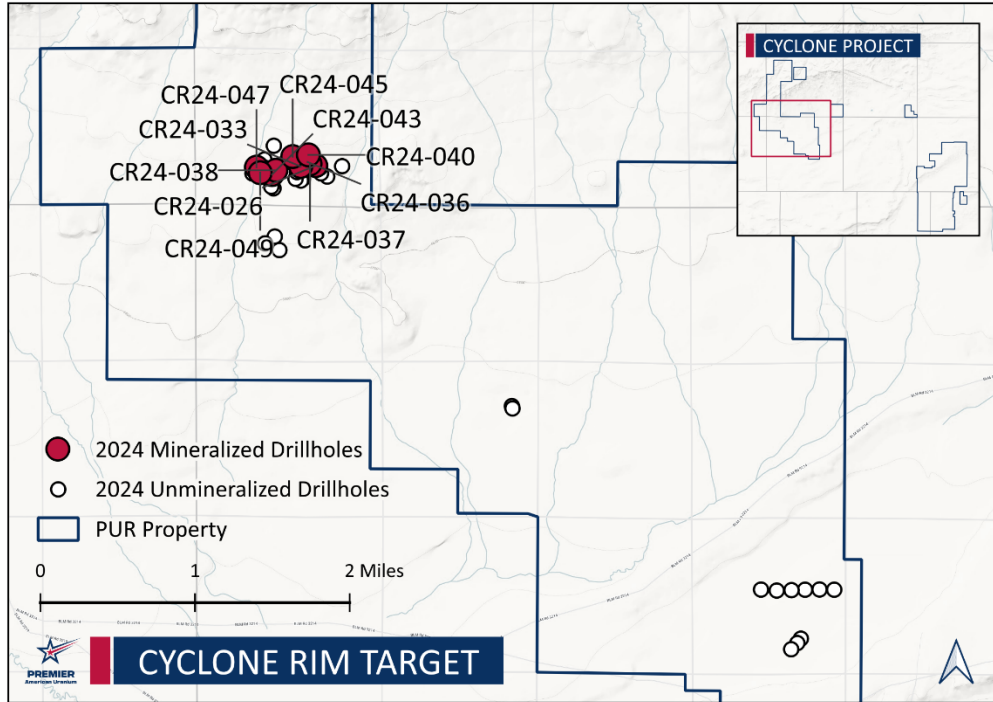 CYCLONE PROJECT
CR24-045
CR24-047
CR24-043
CR24-033
CR24-040
CR24-038
CR24-036
CR24-026
CR24-037
CR24-049
2024 Mineralized Drillholes
2024 Unmineralized Drillholes
PUR Property
0 1 2 Miles
PREMIER
American Uranium
CYCLONE RIM TARGET